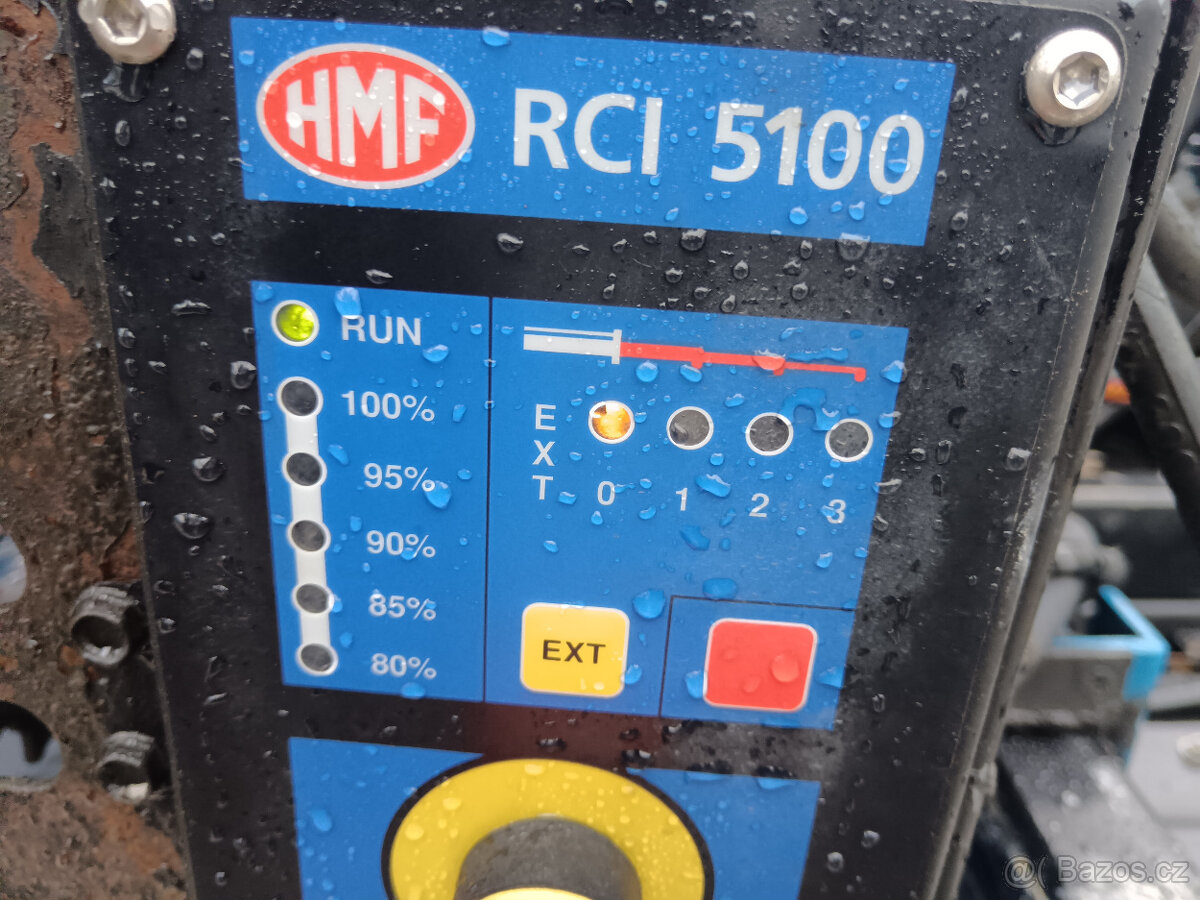 HMF RCI 5100
RUN
100%
95%
90%
85%
80%
EXT
0 1 2 3
EXT
@ Bazos.cz